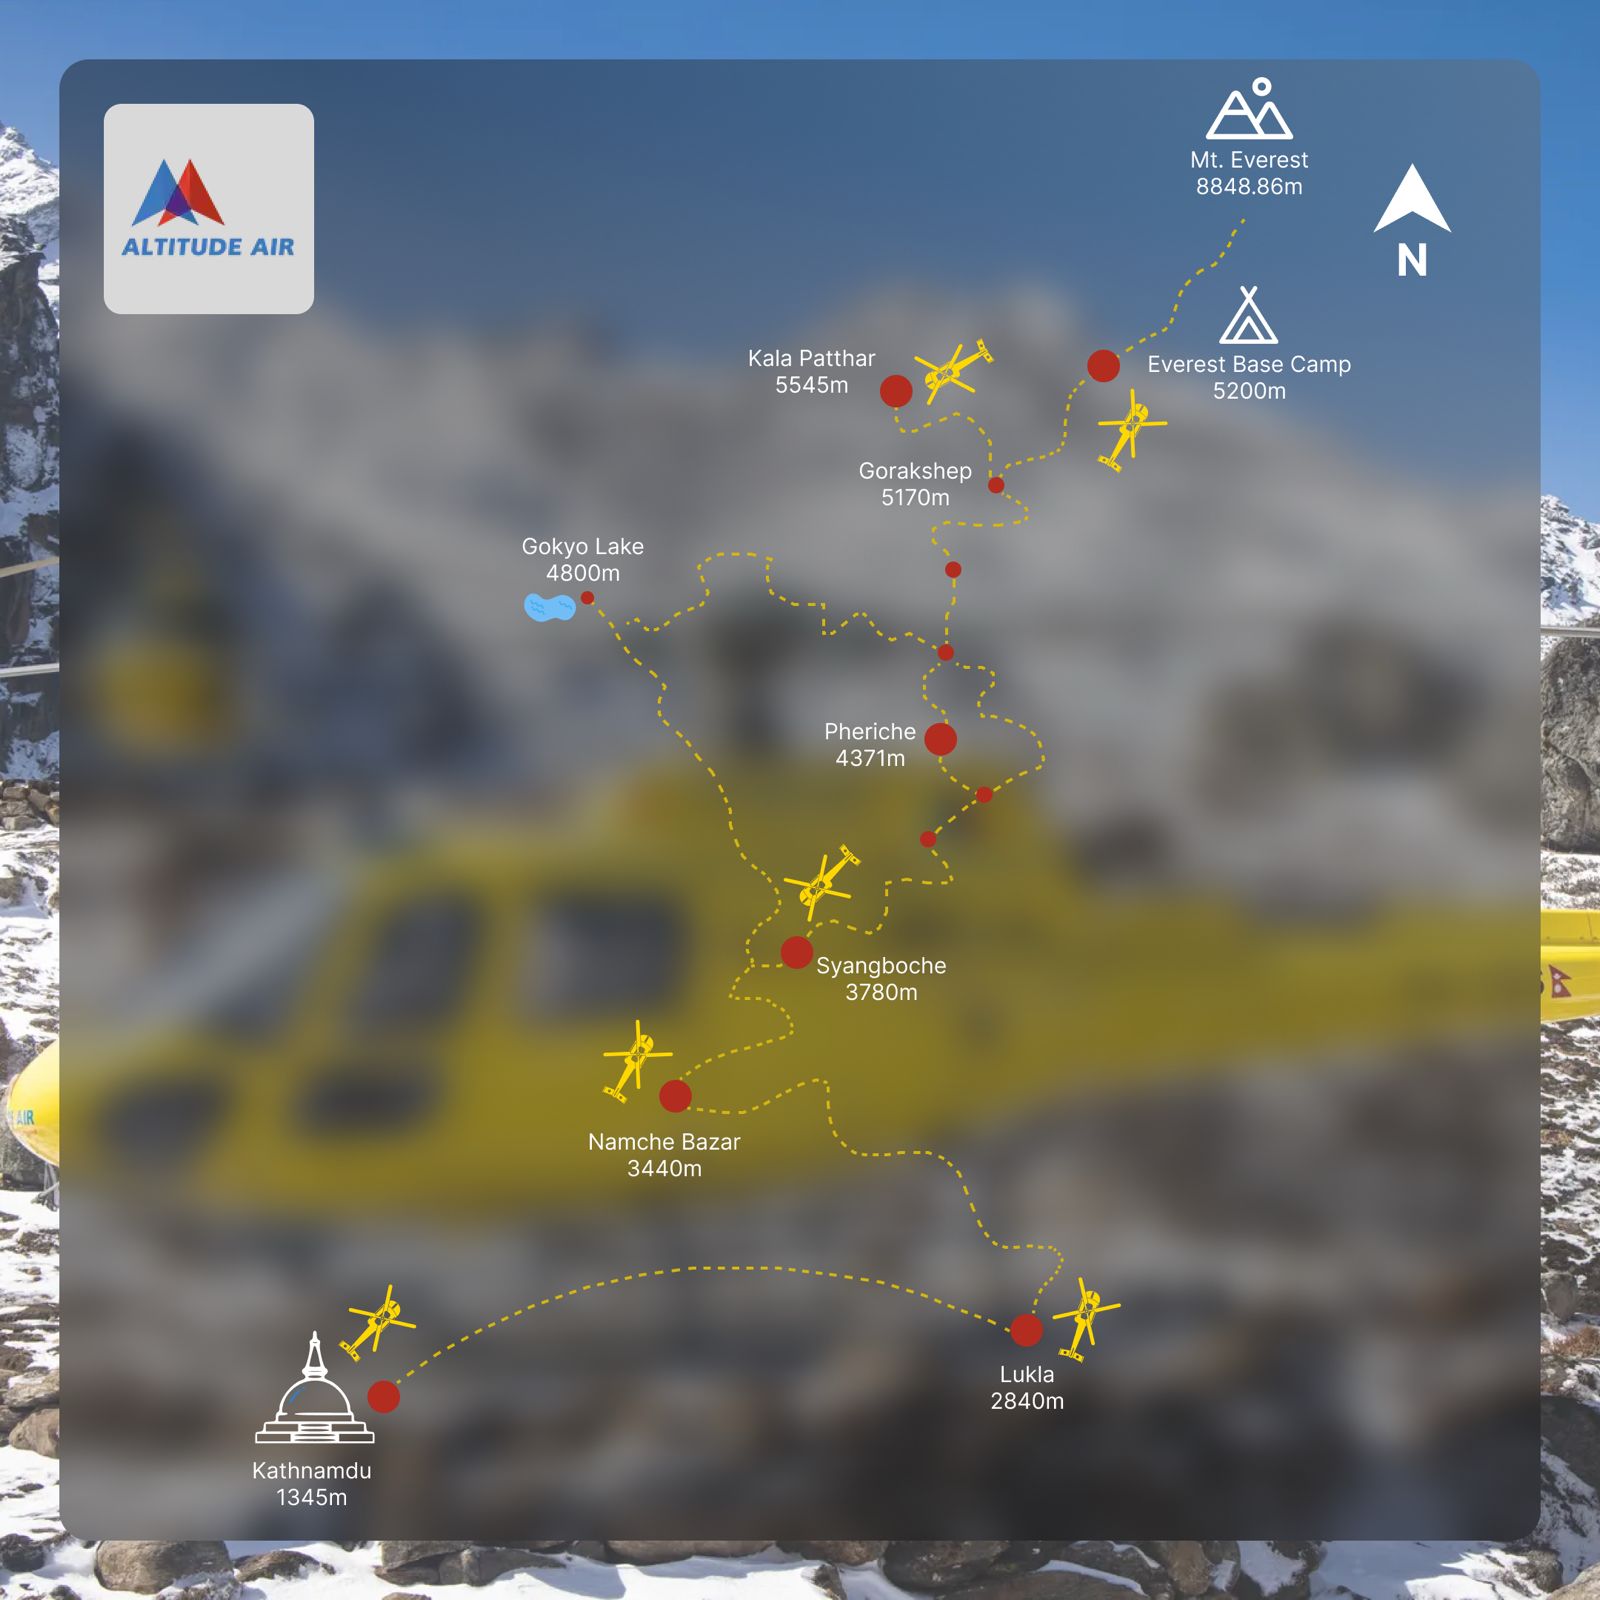 ALTITUDE AIR
Mt. Everest
8848.86m
N
Everest Base Camp
5200m
Kala Patthar
5545m
Gorakshep
5170m
Gokyo Lake
4800m
Pheriche
4371m
Syangboche
3780m
Namche Bazar
3440m
Lukla
2840m
Kathnamdu
1345m
AIR